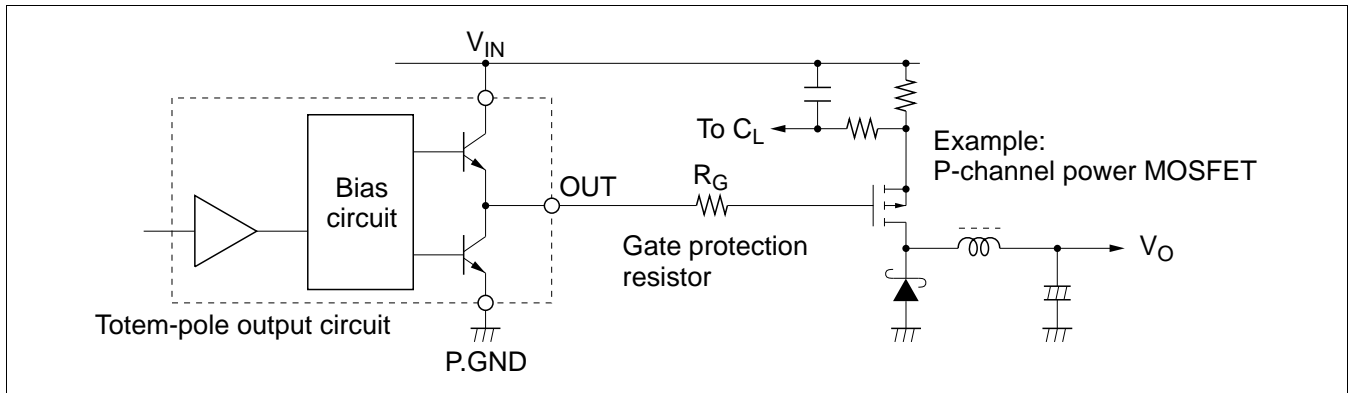 V_IN
To C_L
Example:
P-channel power MOSFET
Bias
circuit
OUT
R_G
Gate protection
resistor
V_O
Totem-pole output circuit
P.GND